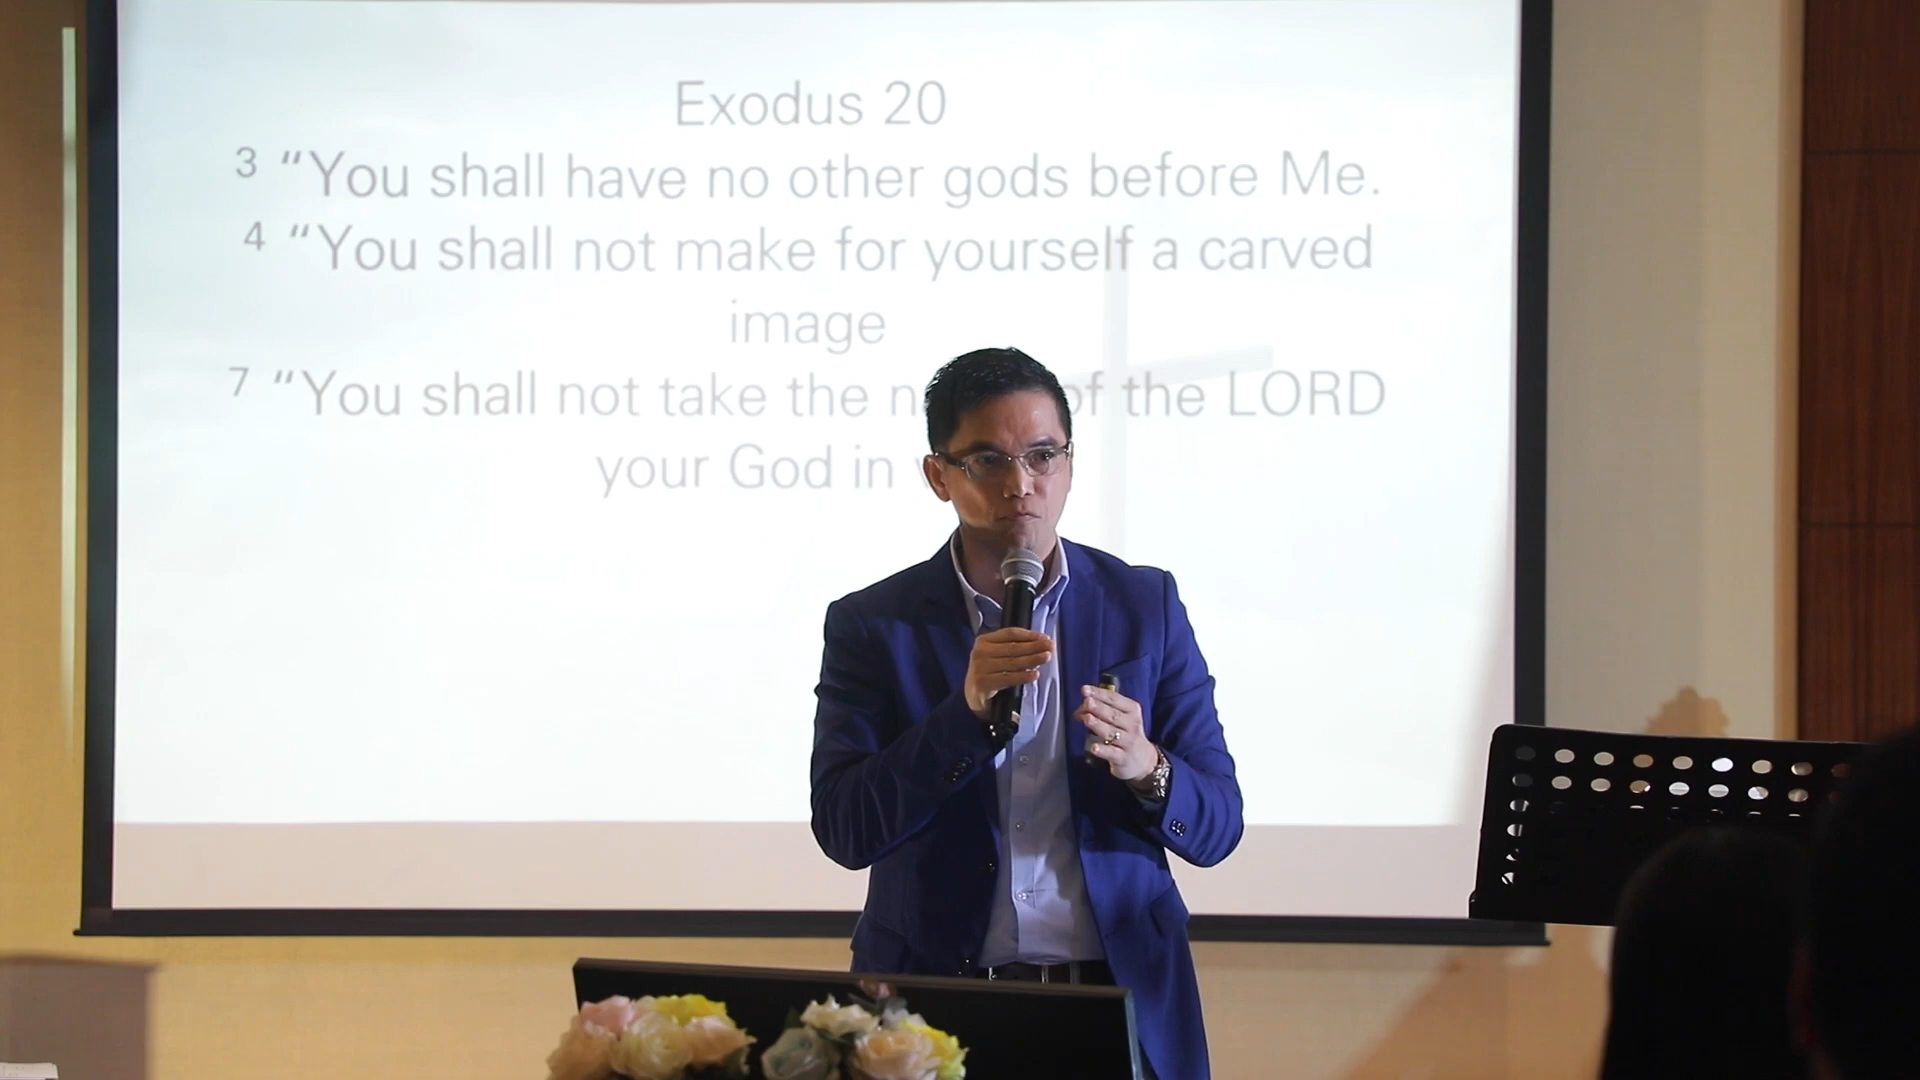 Exodus 20
3 “You shall have no other gods before Me.
4 “You shall not make for yourself a carved
image
7 “You shall not take the of the LORD
your God in